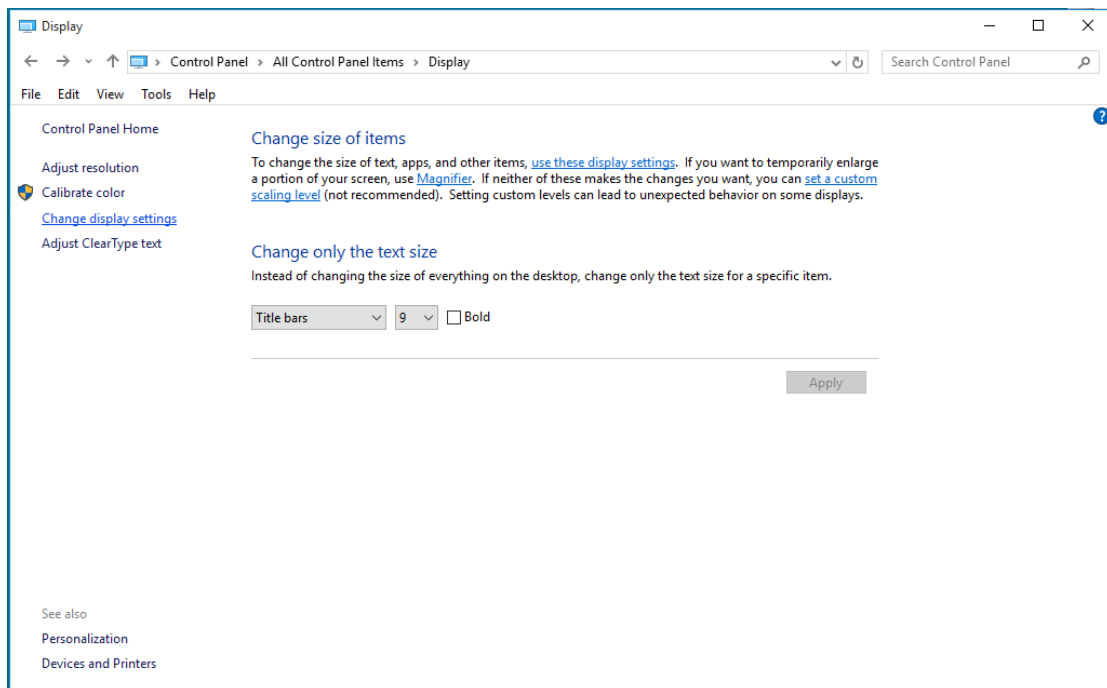 Display
Control Panel > All Control Panel Items > Display
Search Control Panel
File Edit View Tools Help
?
Control Panel Home
Adjust resolution
Calibrate color
Change display settings
Adjust ClearType text
Change size of items
To change the size of text, apps, and other items, use these display settings. If you want to temporarily enlarge
a portion of your screen, use Magnifier. If neither of these makes the changes you want, you can set a custom
scaling level (not recommended). Setting custom levels can lead to unexpected behavior on some displays.
Change only the text size
Instead of changing the size of everything on the desktop, change only the text size for a specific item.
Title bars 9 Bold
Apply
See also
Personalization
Devices and Printers